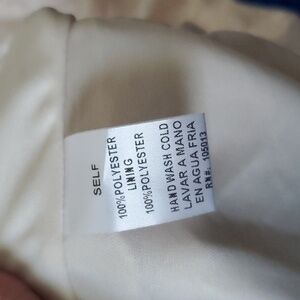 SELF
100%POLYESTER
LINING
100%POLYESTER
HAND WASH COLD
LAVAR A MANO
EN AGUA FRIA
RN#. 105013